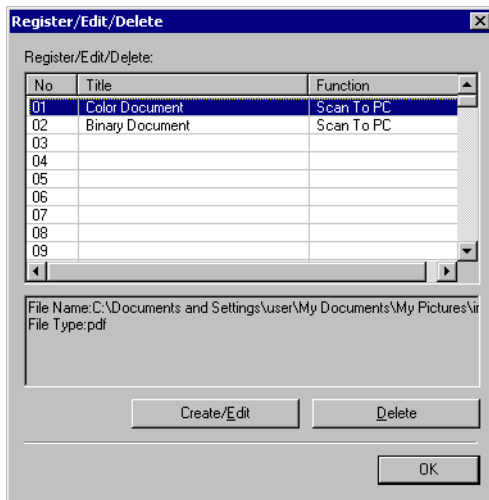 Register/Edit/Delete
Register/Edit/Delete:
No Title Function
01 Color Document Scan To PC
02 Binary Document Scan To PC
03
04
05
06
07
08
09
File Name:C:\Documents and Settings\user\My Documents\My Pictures\
File Type:pdf
Create/Edit Delete
OK